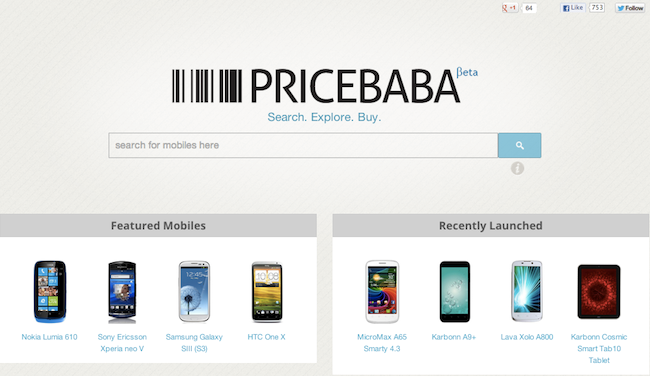 +1 64 Like 753 Follow
PRICEBABA βeta
Search. Explore. Buy.
search for mobiles here
i
Featured Mobiles
Nokia Lumia 610
Sony Ericsson
Xperia neo V
Samsung Galaxy
SIII (S3)
HTC One X
Recently Launched
MicroMax A65
Smarty 4.3
Karbonn A9+
Lava Xolo A800
Karbonn Cosmic
Smart Tab10
Tablet